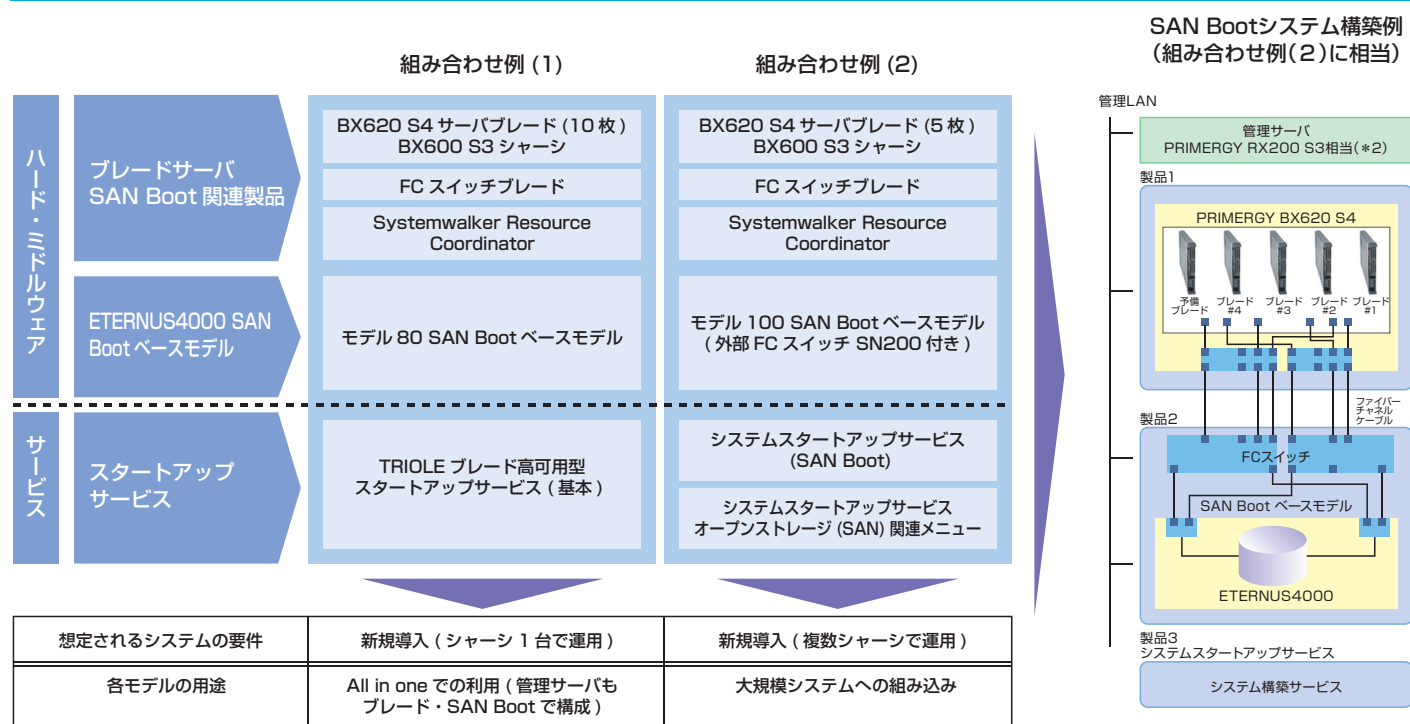 SAN Bootシステム構築例
(組み合わせ例(2)に相当)
組み合わせ例 (1)
組み合わせ例 (2)
ハード・ミドルウェア
ブレードサーバ
SAN Boot 関連製品
BX620 S4 サーバブレード (10 枚 )
BX600 S3 シャーシ
FC スイッチブレード
Systemwalker Resource
Coordinator
BX620 S4 サーバブレード (5 枚 )
BX600 S3 シャーシ
FC スイッチブレード
Systemwalker Resource
Coordinator
ETERNUS4000 SAN
Boot ベースモデル
モデル 80 SAN Boot ベースモデル
モデル 100 SAN Boot ベースモデル
( 外部 FC スイッチ SN200 付き )
サービス
スタートアップ
サービス
TRIOLE ブレード高可用型
スタートアップサービス ( 基本 )
システムスタートアップサービス
(SAN Boot)
システムスタートアップサービス
オープンストレージ (SAN) 関連メニュー
想定されるシステムの要件
新規導入 ( シャーシ 1 台で運用 )
新規導入 ( 複数シャーシで運用 )
各モデルの用途
All in one での利用 ( 管理サーバも
ブレード・SAN Boot で構成 )
大規模システムへの組み込み
管理LAN
管理サーバ
PRIMERGY RX200 S3相当(*2)
製品1
PRIMERGY BX620 S4
予備
ブレード
ブレード
#4
ブレード
#3
ブレード
#2
ブレード
#1
ファイバー
チャネル
ケーブル
製品2
FCスイッチ
SAN Boot ベースモデル
ETERNUS4000
製品3
システムスタートアップサービス
システム構築サービス